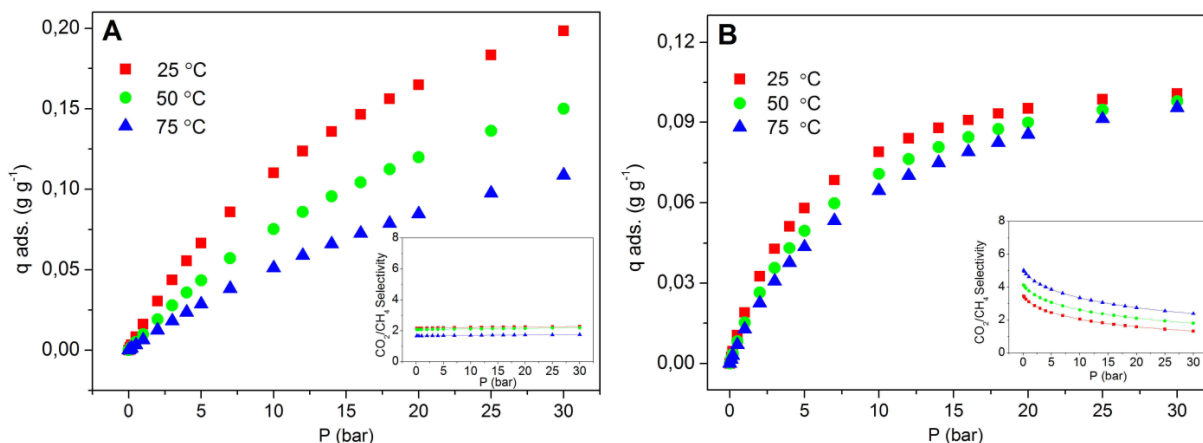 A
0,20
0,15
0,10
0,05
0,00
q ads. (g g⁻¹)
25 °C
50 °C
75 °C
0 5 10 15 20 25 30
P (bar)
8
6
4
2
0
CO₂/CH₄ Selectivity
0 5 10 15 20 25 30
P (bar)
B
0,12
0,09
0,06
0,03
0,00
q ads. (g g⁻¹)
25 °C
50 °C
75 °C
0 5 10 15 20 25 30
P (bar)
8
6
4
2
0
CO₂/CH₄ Selectivity
0 5 10 15 20 25 30
P (bar)